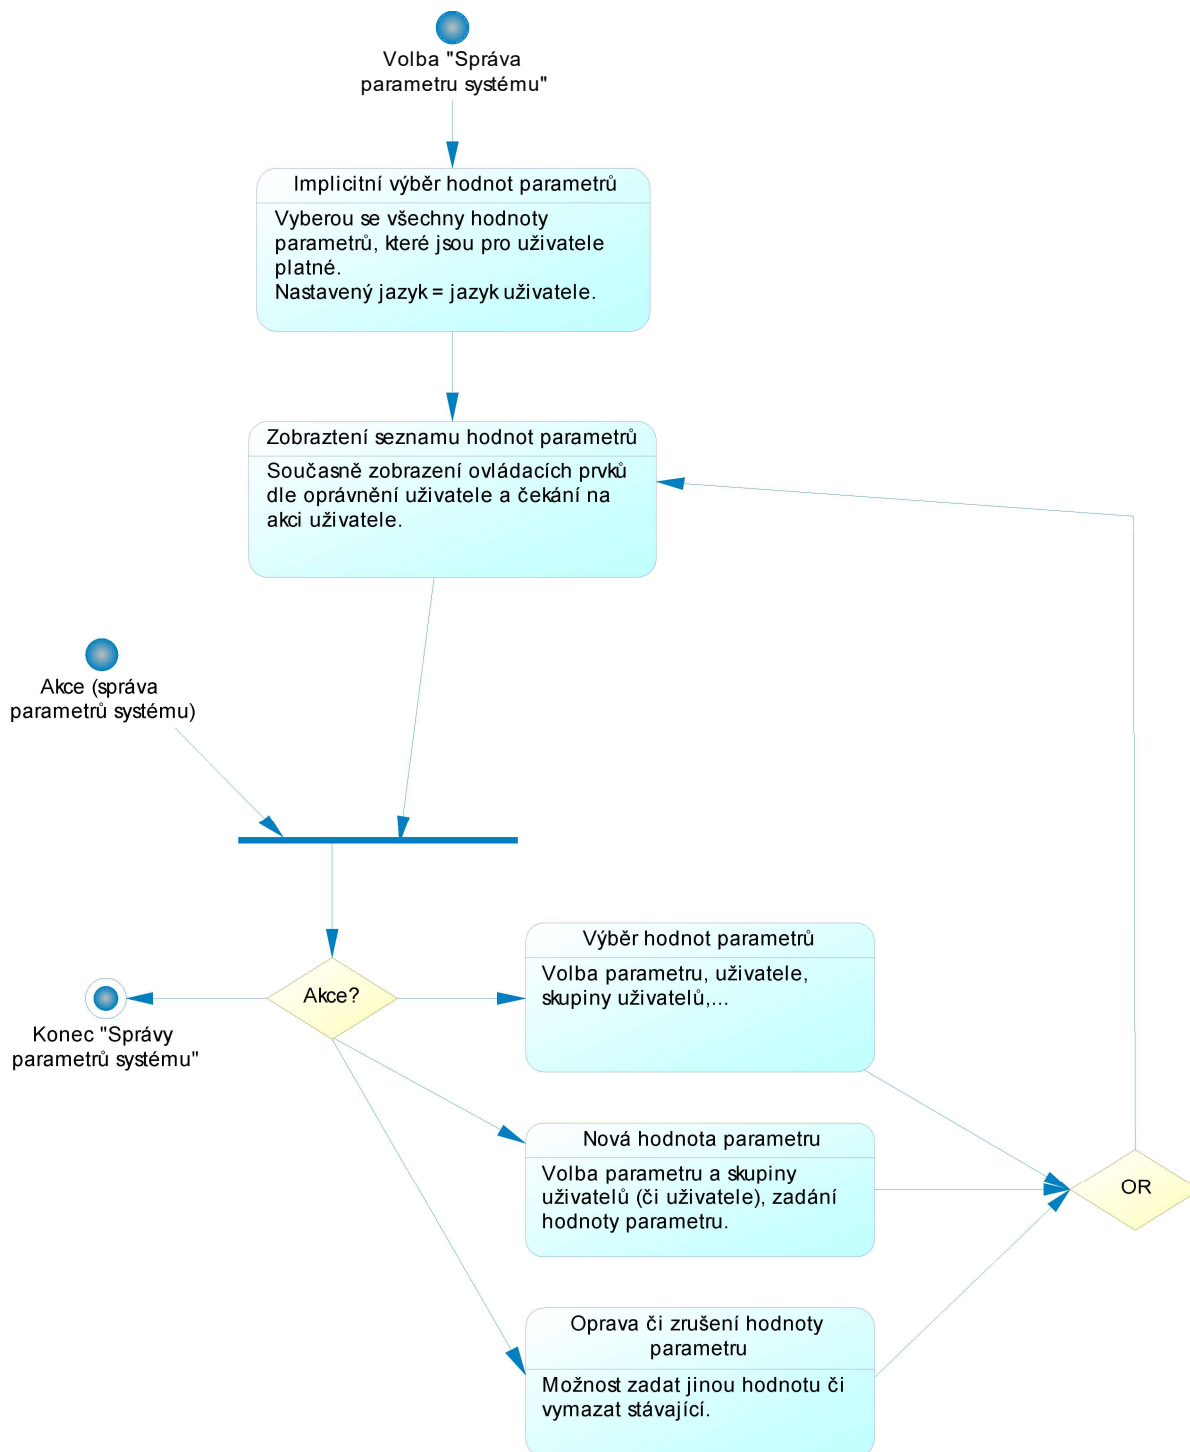 Volba "Správa
parametru systému"
Implicitní výběr hodnot parametrů
Vyberou se všechny hodnoty
parametrů, které jsou pro uživatele
platné.
Nastavený jazyk = jazyk uživatele.
Zobraztení seznamu hodnot parametrů
Současně zobrazení ovládacích prvků
dle oprávnění uživatele a čekání na
akci uživatele.
Akce (správa
parametrů systému)
Akce?
Konec "Správy
parametrů systému"
Výběr hodnot parametrů
Volba parametru, uživatele,
skupiny uživatelů,...
Nová hodnota parametru
Volba parametru a skupiny
uživatelů (či uživatele), zadání
hodnoty parametru.
OR
Oprava či zrušení hodnoty
parametru
Možnost zadat jinou hodnotu či
vymazat stávající.